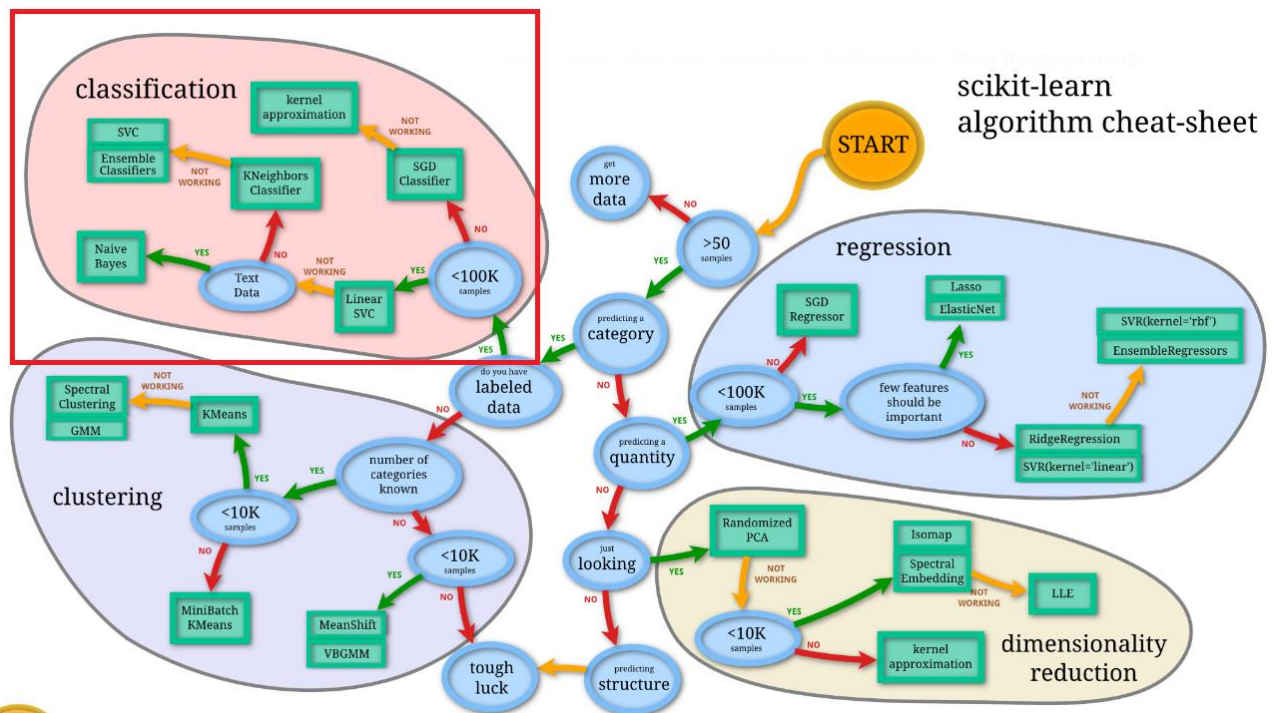 scikit-learn
algorithm cheat-sheet
START
get
more
data
NO
>50
samples
YES
predicting a
category
YES
NO
do you have
labeled
data
YES
NO
predicting a
quantity
YES
NO
just
looking
YES
NO
predicting
structure
tough
luck
classification
kernel
approximation
NOT
WORKING
SGD
Classifier
NO
<100K
samples
YES
Linear
SVC
NOT
WORKING
Text
Data
YES
Naive
Bayes
NO
KNeighbors
Classifier
NOT
WORKING
SVC
Ensemble
Classifiers
regression
<100K
samples
NO
SGD
Regressor
YES
few features
should be
important
YES
Lasso
ElasticNet
NO
RidgeRegression
SVR(kernel='linear')
NOT
WORKING
SVR(kernel='rbf')
EnsembleRegressors
clustering
number of
categories
known
YES
<10K
samples
YES
KMeans
NOT
WORKING
Spectral
Clustering
GMM
NO
MiniBatch
KMeans
NO
<10K
samples
YES
MeanShift
VBGMM
NO
dimensionality
reduction
Randomized
PCA
NOT
WORKING
<10K
samples
YES
Isomap
Spectral
Embedding
NOT
WORKING
LLE
NO
kernel
approximation